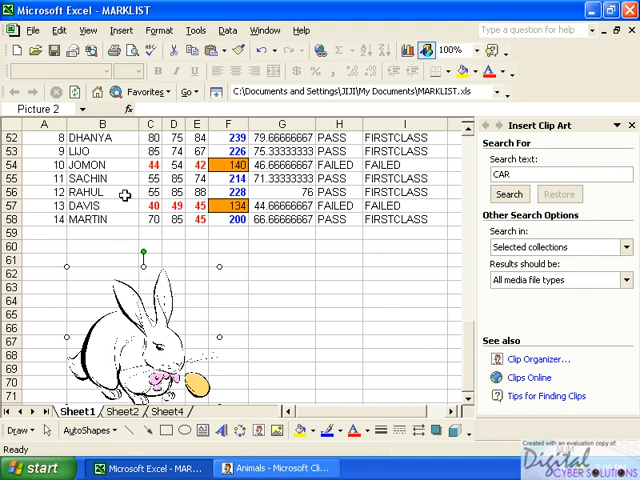 Microsoft Excel - MARKLIST
File Edit View Insert Format Tools Data Window Help
Type a question for help
100%
Favorites Go C:\Documents and Settings\JIJI\My Documents\MARKLIST.xls
Picture 2 fx
A B C D E F G H I
52 8 DHANYA 80 75 84 239 79.66666667 PASS FIRSTCLASS
53 9 LIJO 85 74 67 226 75.33333333 PASS FIRSTCLASS
54 10 JOMON 44 54 42 140 46.66666667 FAILED FAILED
55 11 SACHIN 55 85 74 214 71.33333333 PASS FIRSTCLASS
56 12 RAHUL 55 85 88 228 76 PASS FIRSTCLASS
57 13 DAVIS 40 49 45 134 44.66666667 FAILED FAILED
58 14 MARTIN 70 85 45 200 66.66666667 PASS FIRSTCLASS
59
60
61
62
63
64
65
66
67
68
69
70
71
Insert Clip Art
Search For
Search text:
CAR
Search Restore
Other Search Options
Search in:
Selected collections
Results should be:
All media file types
See also
Clip Organizer...
Clips Online
Tips for Finding Clips
Sheet1 Sheet2 Sheet4
Draw AutoShapes
Ready NUM
start Microsoft Excel - MAR... Animals - Microsoft Cli...
Created with an evaluation copy of
Digital
CYBER SOLUTIONS